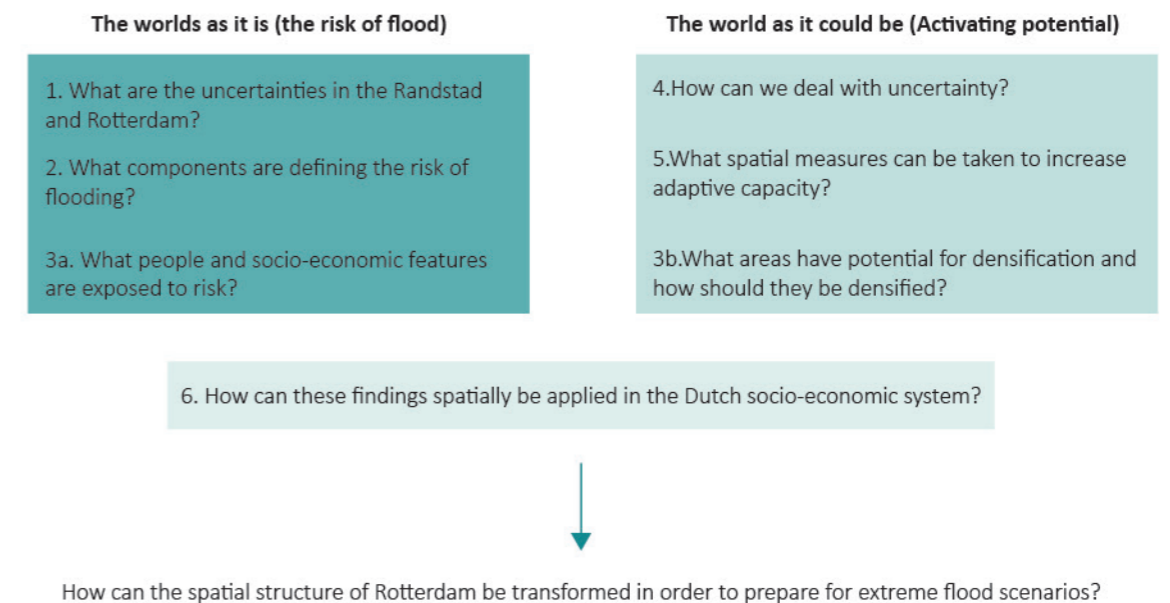 The worlds as it is (the risk of flood)
1. What are the uncertainties in the Randstad
and Rotterdam?
2. What components are defining the risk of
flooding?
3a. What people and socio-economic features
are exposed to risk?
The world as it could be (Activating potential)
4.How can we deal with uncertainty?
5.What spatial measures can be taken to increase
adaptive capacity?
3b.What areas have potential for densification and
how should they be densified?
6. How can these findings spatially be applied in the Dutch socio-economic system?
How can the spatial structure of Rotterdam be transformed in order to prepare for extreme flood scenarios?